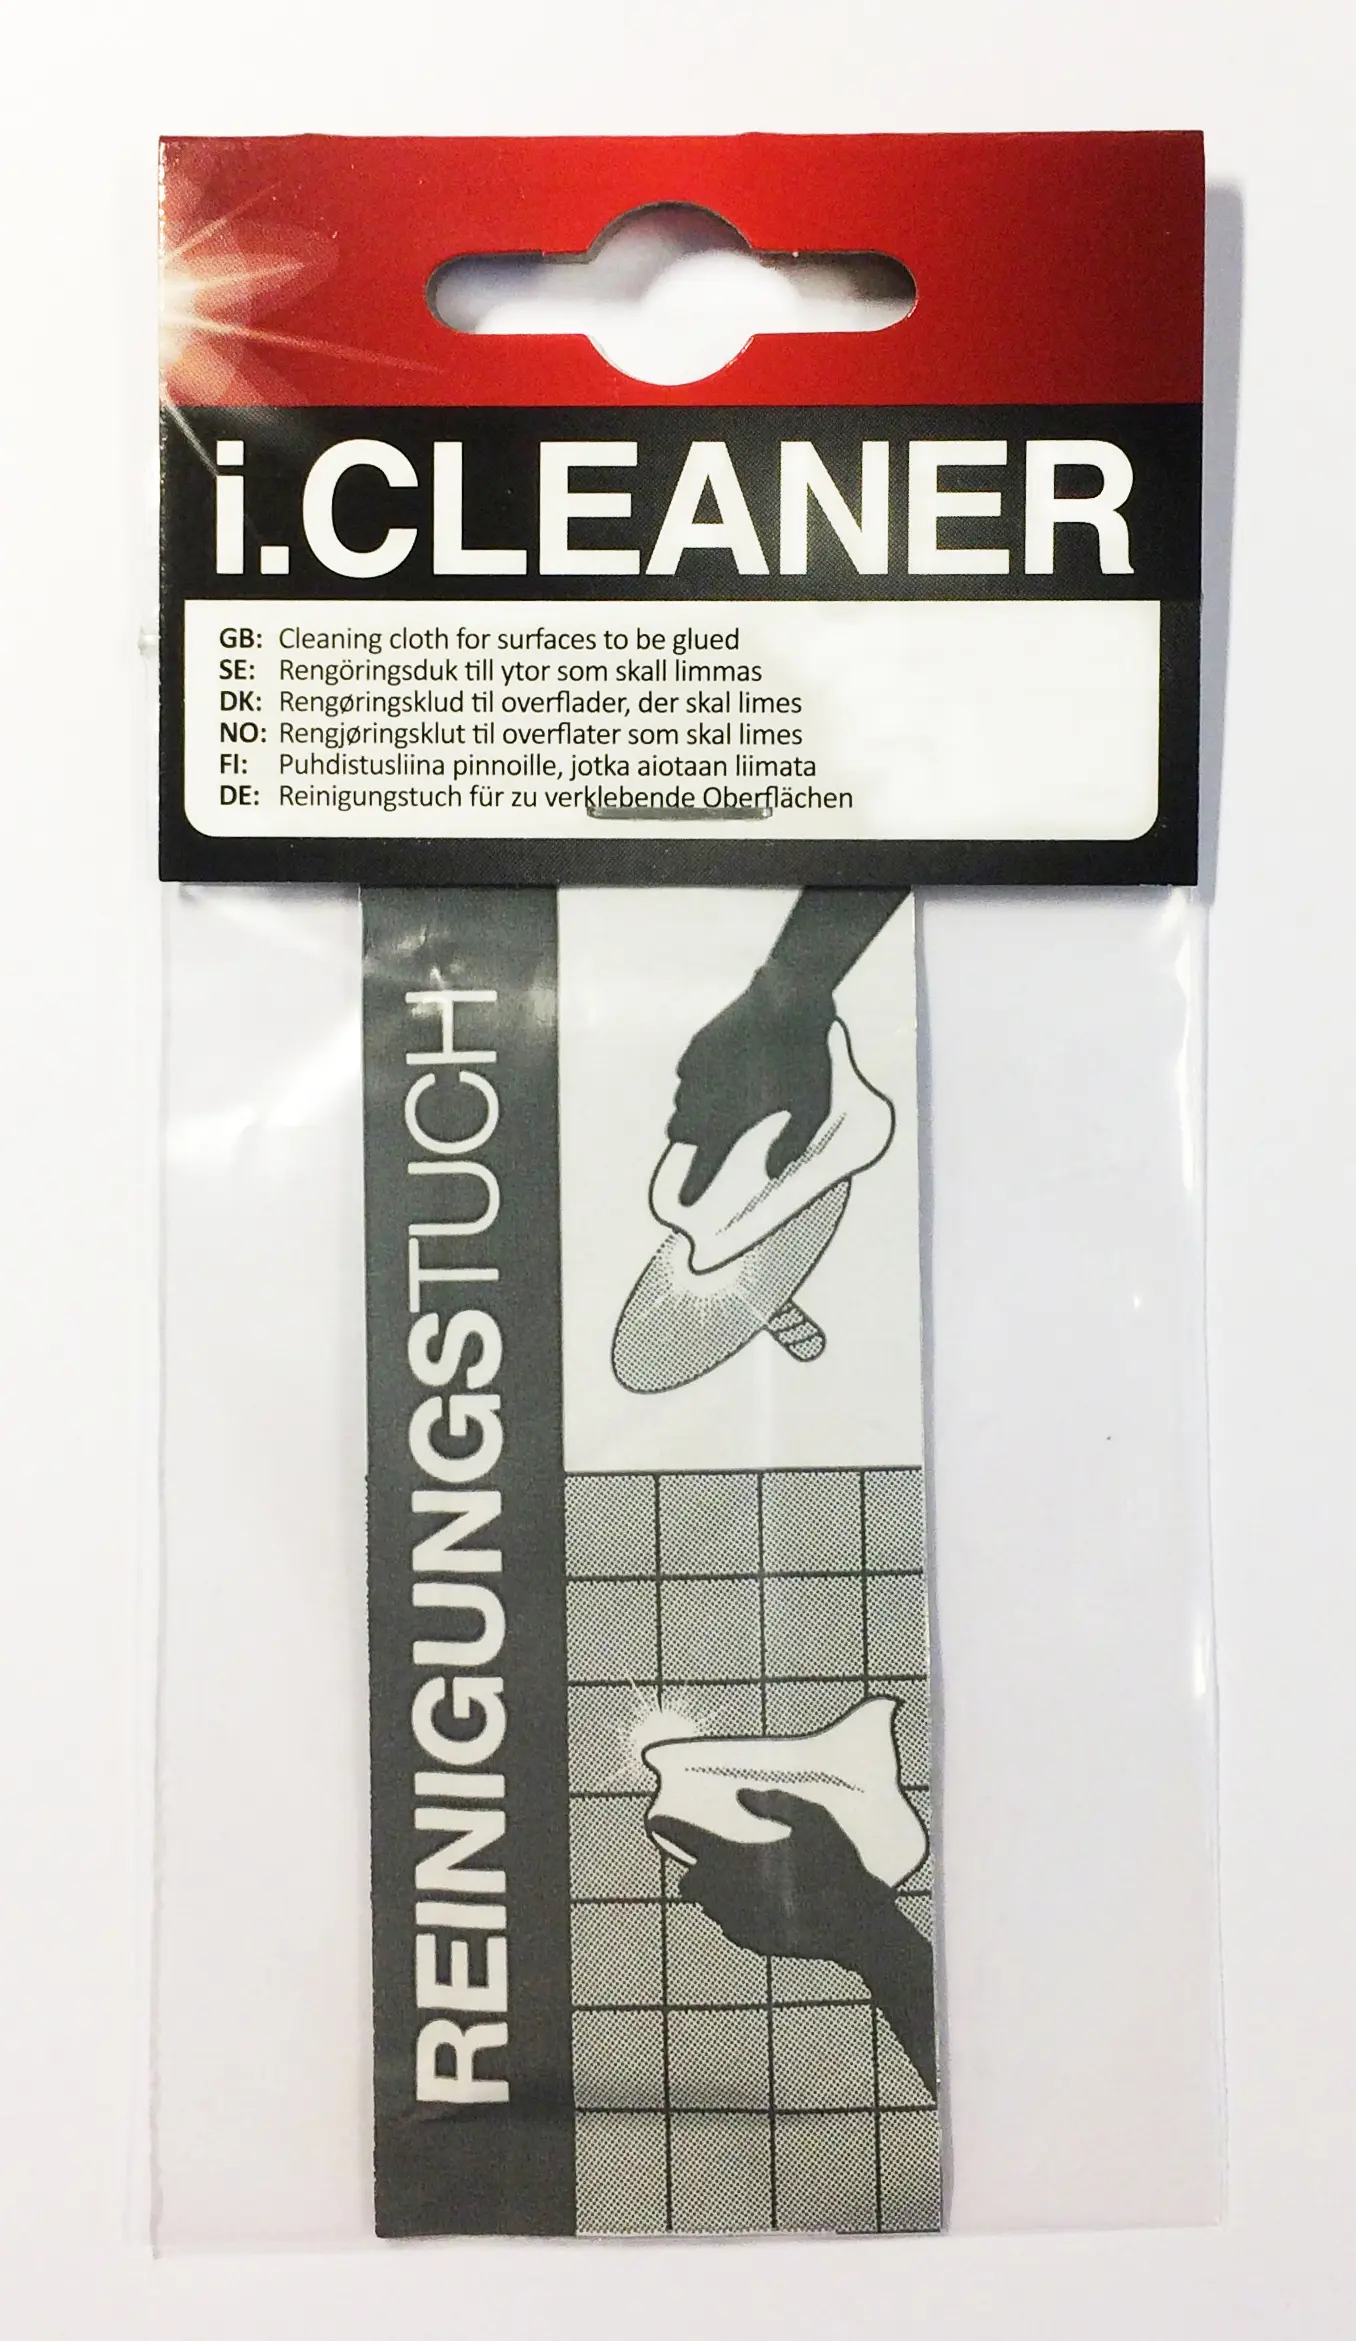 i.CLEANER
GB: Cleaning cloth for surfaces to be glued
SE: Rengöringsduk till ytor som skall limmas
DK: Rengøringsklud til overflader, der skal limes
NO: Rengjøringsklut til overflater som skal limes
FI: Puhdistusliina pinnoille, jotka aiotaan liimata
DE: Reinigungstuch für zu verklebende Oberflächen
REINIGUNGSTUCH